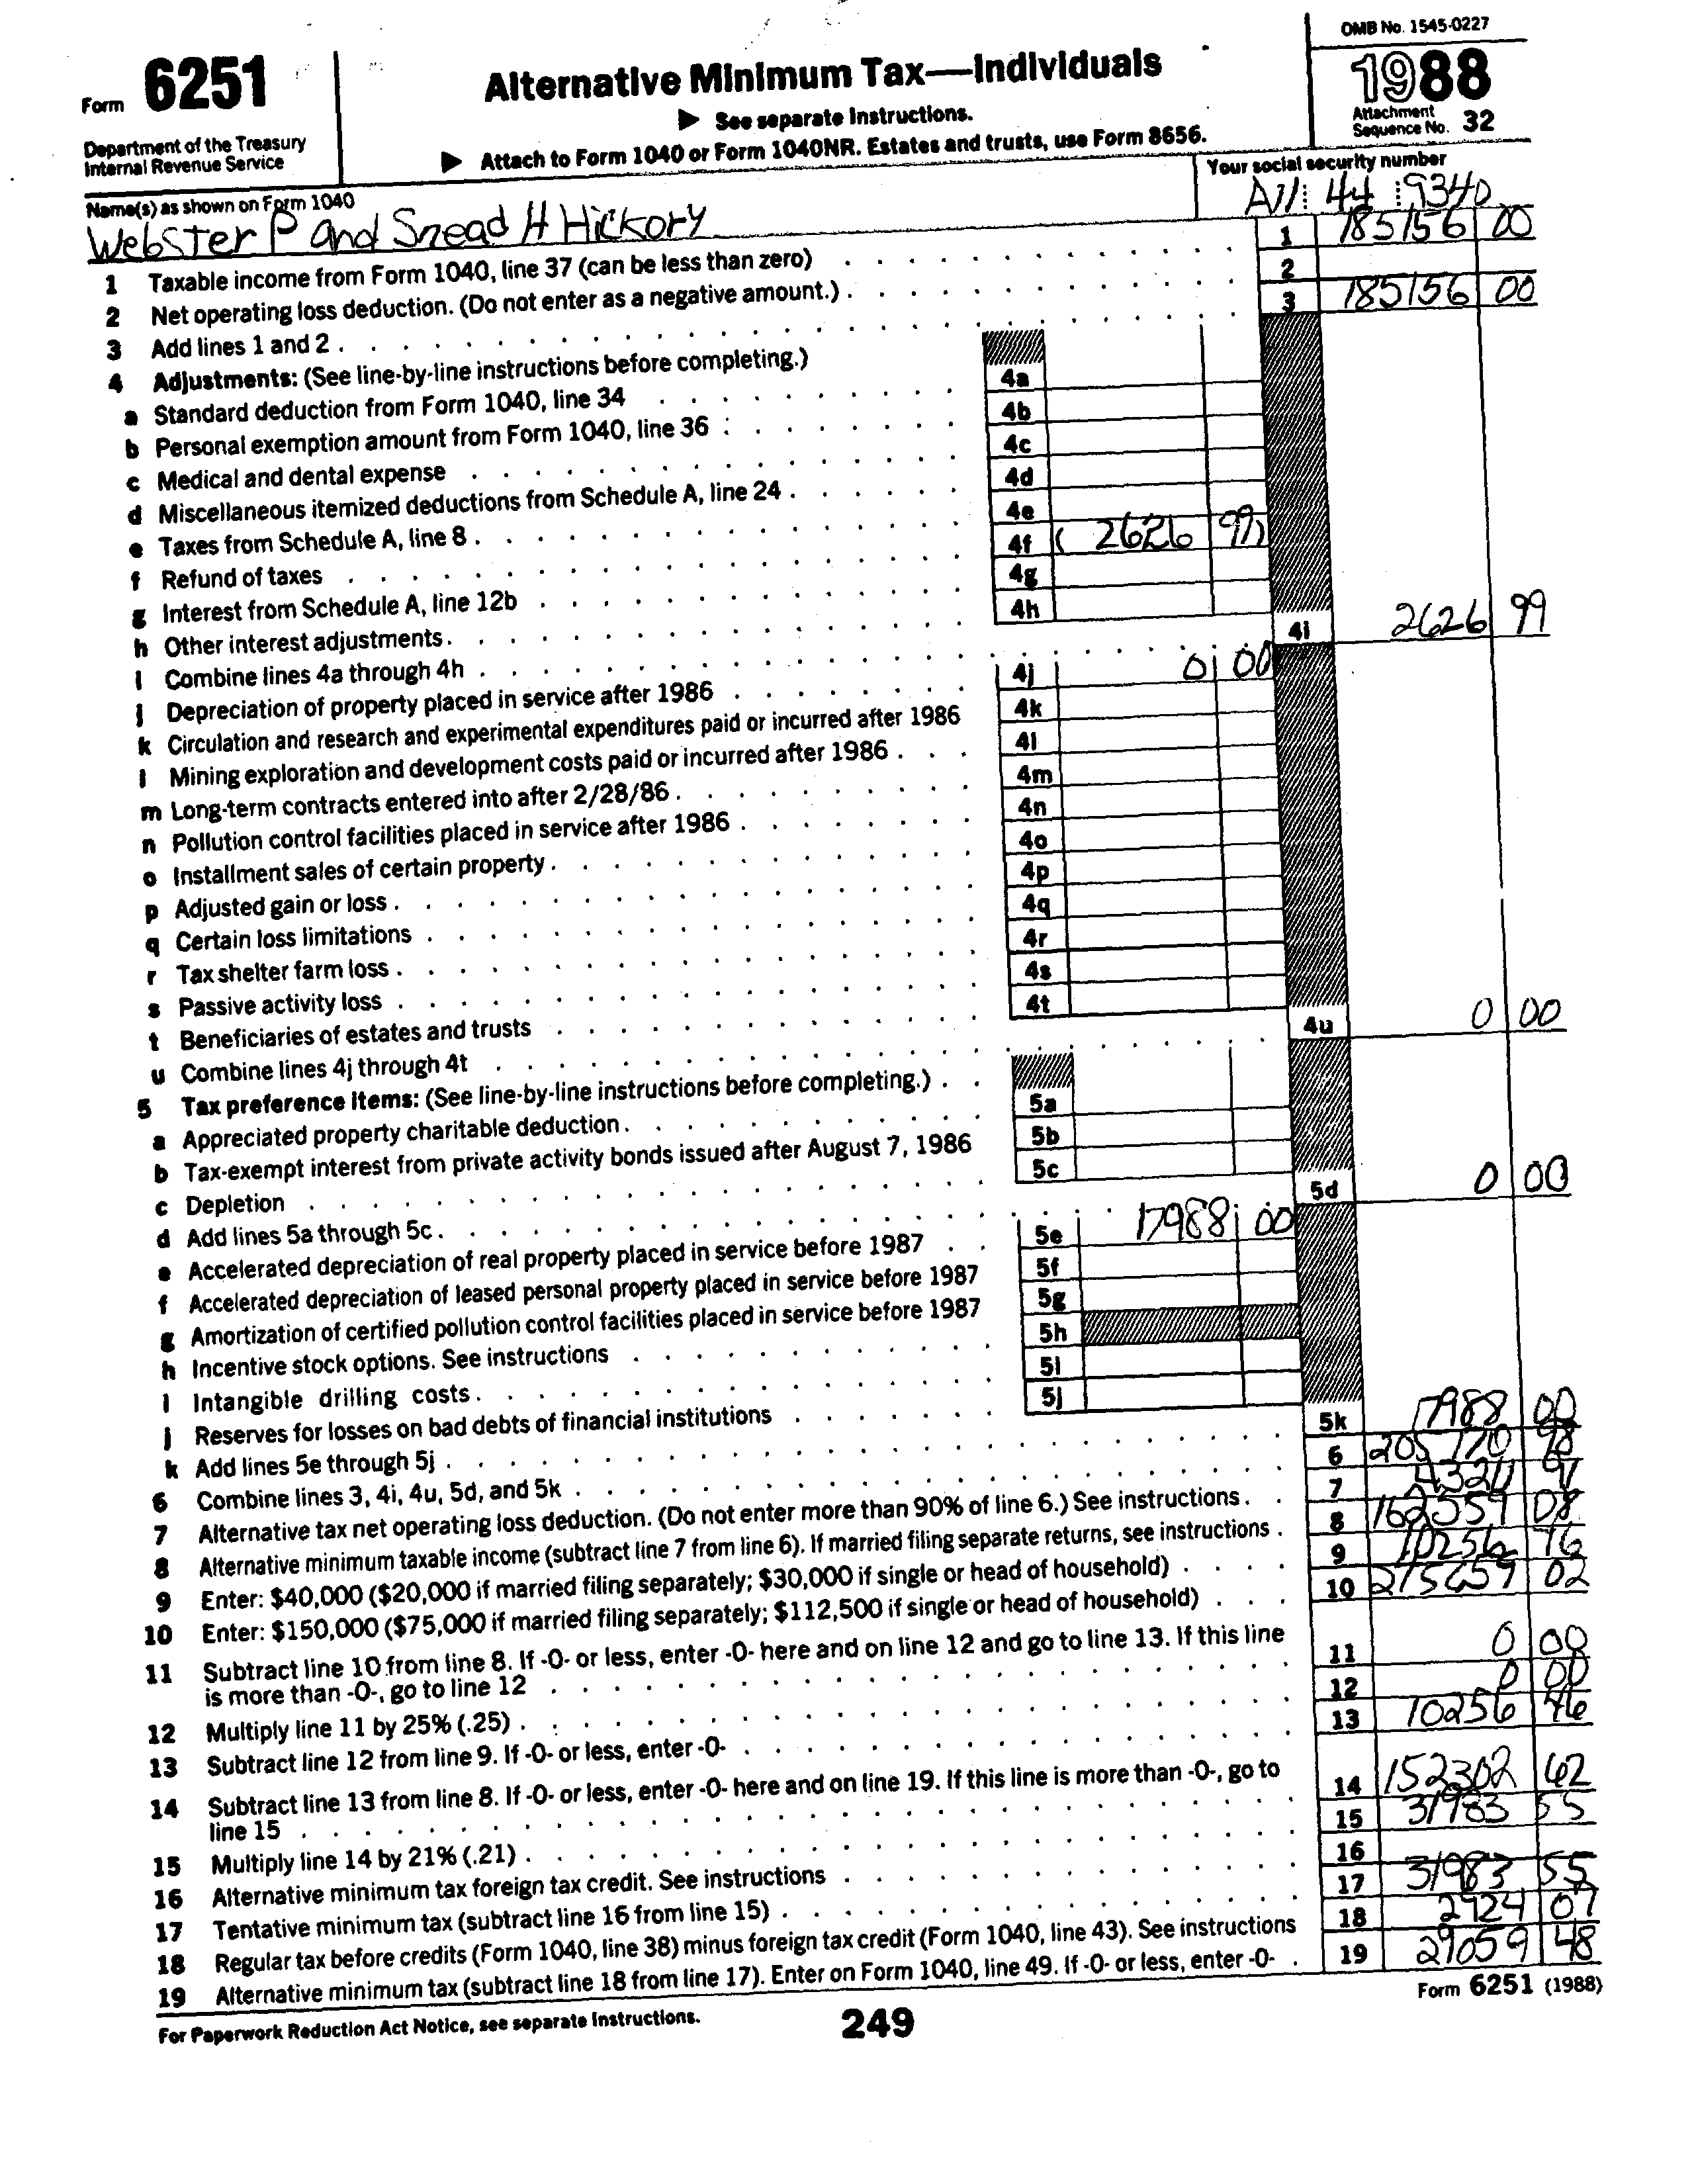 OMB No. 1545-0227
Form 6251
Alternative Minimum Tax—Individuals
1988
▶ See separate Instructions.
Attachment
Sequence No. 32
Department of the Treasury
Internal Revenue Service
▶ Attach to Form 1040 or Form 1040NR. Estates and trusts, use Form 8656.
Name(s) as shown on Form 1040
Your social security number
Webster P and Snead H Hickory
44 9340
1 Taxable income from Form 1040, line 37 (can be less than zero) 1 185156 00
2 Net operating loss deduction. (Do not enter as a negative amount.) 2
3 Add lines 1 and 2 3 185156 00
4 Adjustments: (See line-by-line instructions before completing.)
a Standard deduction from Form 1040, line 34 4a
b Personal exemption amount from Form 1040, line 36 4b
c Medical and dental expense 4c
d Miscellaneous itemized deductions from Schedule A, line 24 4d
e Taxes from Schedule A, line 8 4e
f Refund of taxes 4f ( 2626 99)
g Interest from Schedule A, line 12b 4g
h Other interest adjustments 4h
i Combine lines 4a through 4h 4i 2626 99
j Depreciation of property placed in service after 1986 4j 0 00
k Circulation and research and experimental expenditures paid or incurred after 1986 4k
l Mining exploration and development costs paid or incurred after 1986 4l
m Long-term contracts entered into after 2/28/86 4m
n Pollution control facilities placed in service after 1986 4n
o Installment sales of certain property 4o
p Adjusted gain or loss 4p
q Certain loss limitations 4q
r Tax shelter farm loss 4r
s Passive activity loss 4s
t Beneficiaries of estates and trusts 4t
u Combine lines 4j through 4t 4u 0 00
5 Tax preference items: (See line-by-line instructions before completing.)
a Appreciated property charitable deduction 5a
b Tax-exempt interest from private activity bonds issued after August 7, 1986 5b
c Depletion 5c
d Add lines 5a through 5c 5d 0 00
e Accelerated depreciation of real property placed in service before 1987 5e 17988 00
f Accelerated depreciation of leased personal property placed in service before 1987 5f
g Amortization of certified pollution control facilities placed in service before 1987 5g
h Incentive stock options. See instructions 5h
i Intangible drilling costs 5i
j Reserves for losses on bad debts of financial institutions 5j
k Add lines 5e through 5j 5k 17988 00
6 Combine lines 3, 4i, 4u, 5d, and 5k 6
7 Alternative tax net operating loss deduction. (Do not enter more than 90% of line 6.) See instructions 7
8 Alternative minimum taxable income (subtract line 7 from line 6). If married filing separate returns, see instructions 8 162559 08
9 Enter: $40,000 ($20,000 if married filing separately; $30,000 if single or head of household) 9
10 Enter: $150,000 ($75,000 if married filing separately; $112,500 if single or head of household) 10 215659 02
11 Subtract line 10 from line 8. If -0- or less, enter -0- here and on line 12 and go to line 13. If this line
is more than -0-, go to line 12 11 0 00
12 Multiply line 11 by 25% (.25) 12 0 00
13 Subtract line 12 from line 9. If -0- or less, enter -0- 13 10256 46
14 Subtract line 13 from line 8. If -0- or less, enter -0- here and on line 19. If this line is more than -0-, go to
line 15 14 152302 62
15 Multiply line 14 by 21% (.21) 15 31983 55
16 Alternative minimum tax foreign tax credit. See instructions 16
17 Tentative minimum tax (subtract line 16 from line 15) 17 31983 55
18 Regular tax before credits (Form 1040, line 38) minus foreign tax credit (Form 1040, line 43). See instructions 18 2924 07
19 Alternative minimum tax (subtract line 18 from line 17). Enter on Form 1040, line 49. If -0- or less, enter -0- 19 29059 48
For Paperwork Reduction Act Notice, see separate Instructions.
249
Form 6251 (1988)